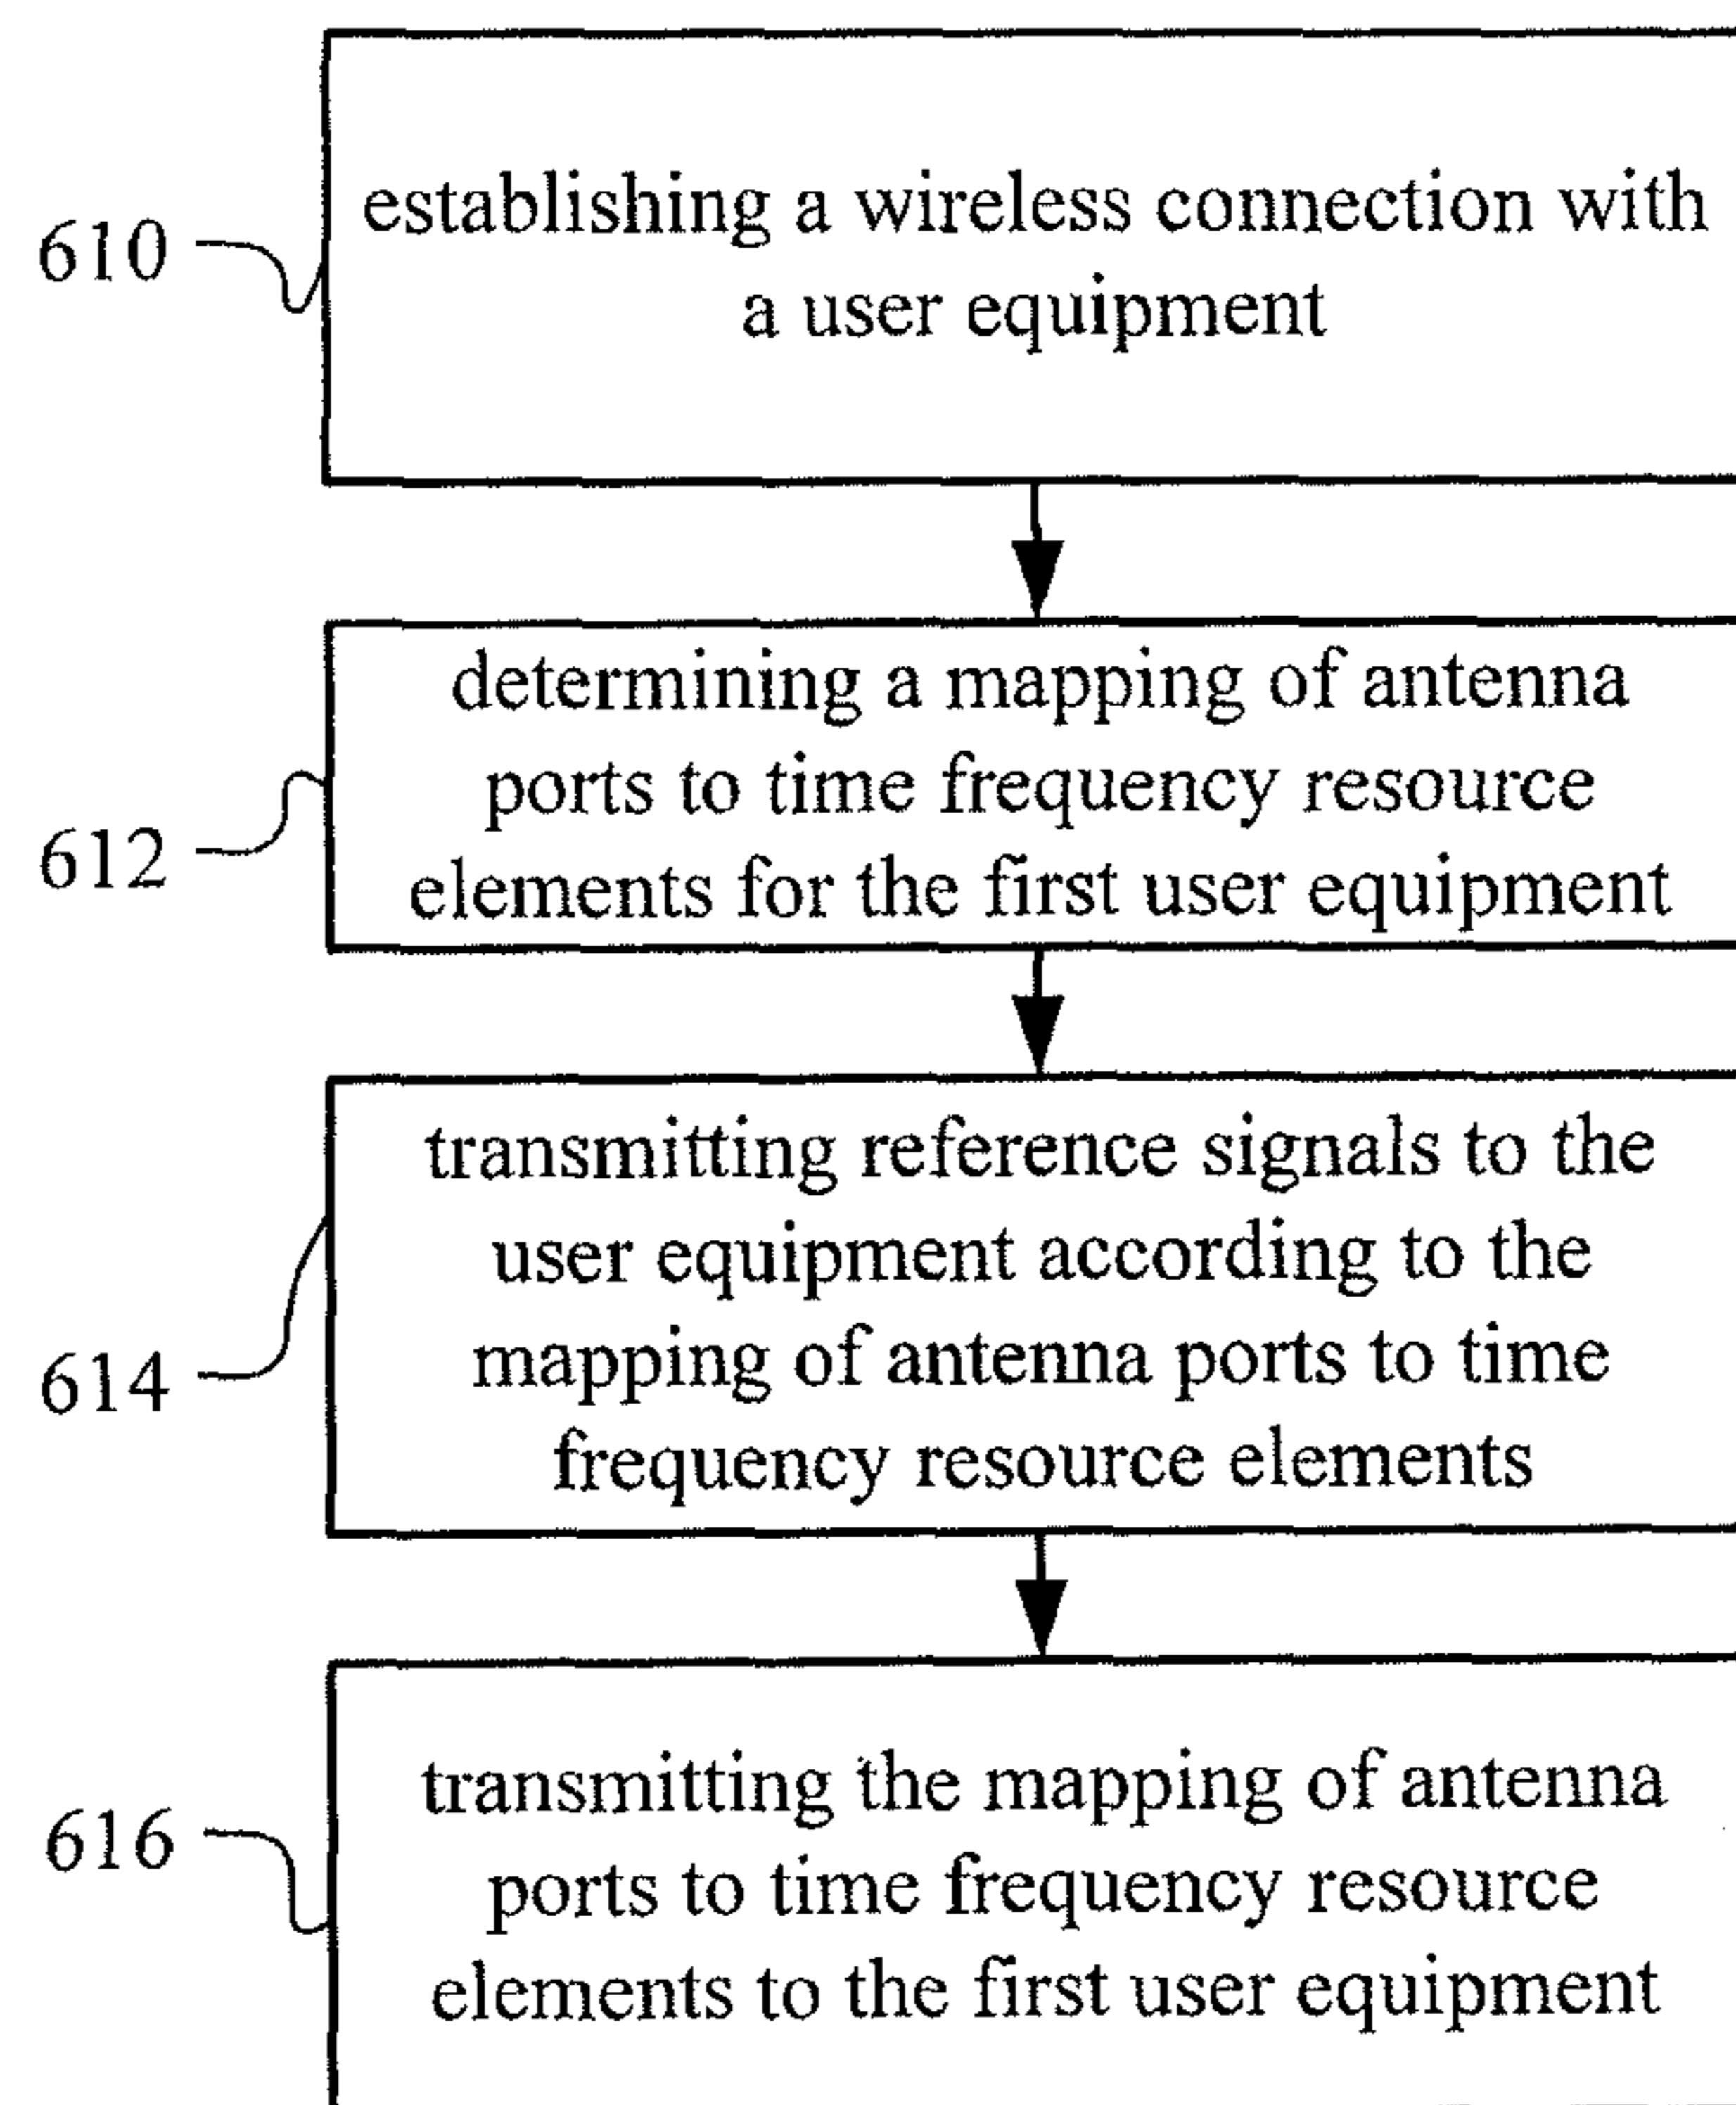 610
establishing a wireless connection with
a user equipment
612
determining a mapping of antenna
ports to time frequency resource
elements for the first user equipment
614
transmitting reference signals to the
user equipment according to the
mapping of antenna ports to time
frequency resource elements
616
transmitting the mapping of antenna
ports to time frequency resource
elements to the first user equipment